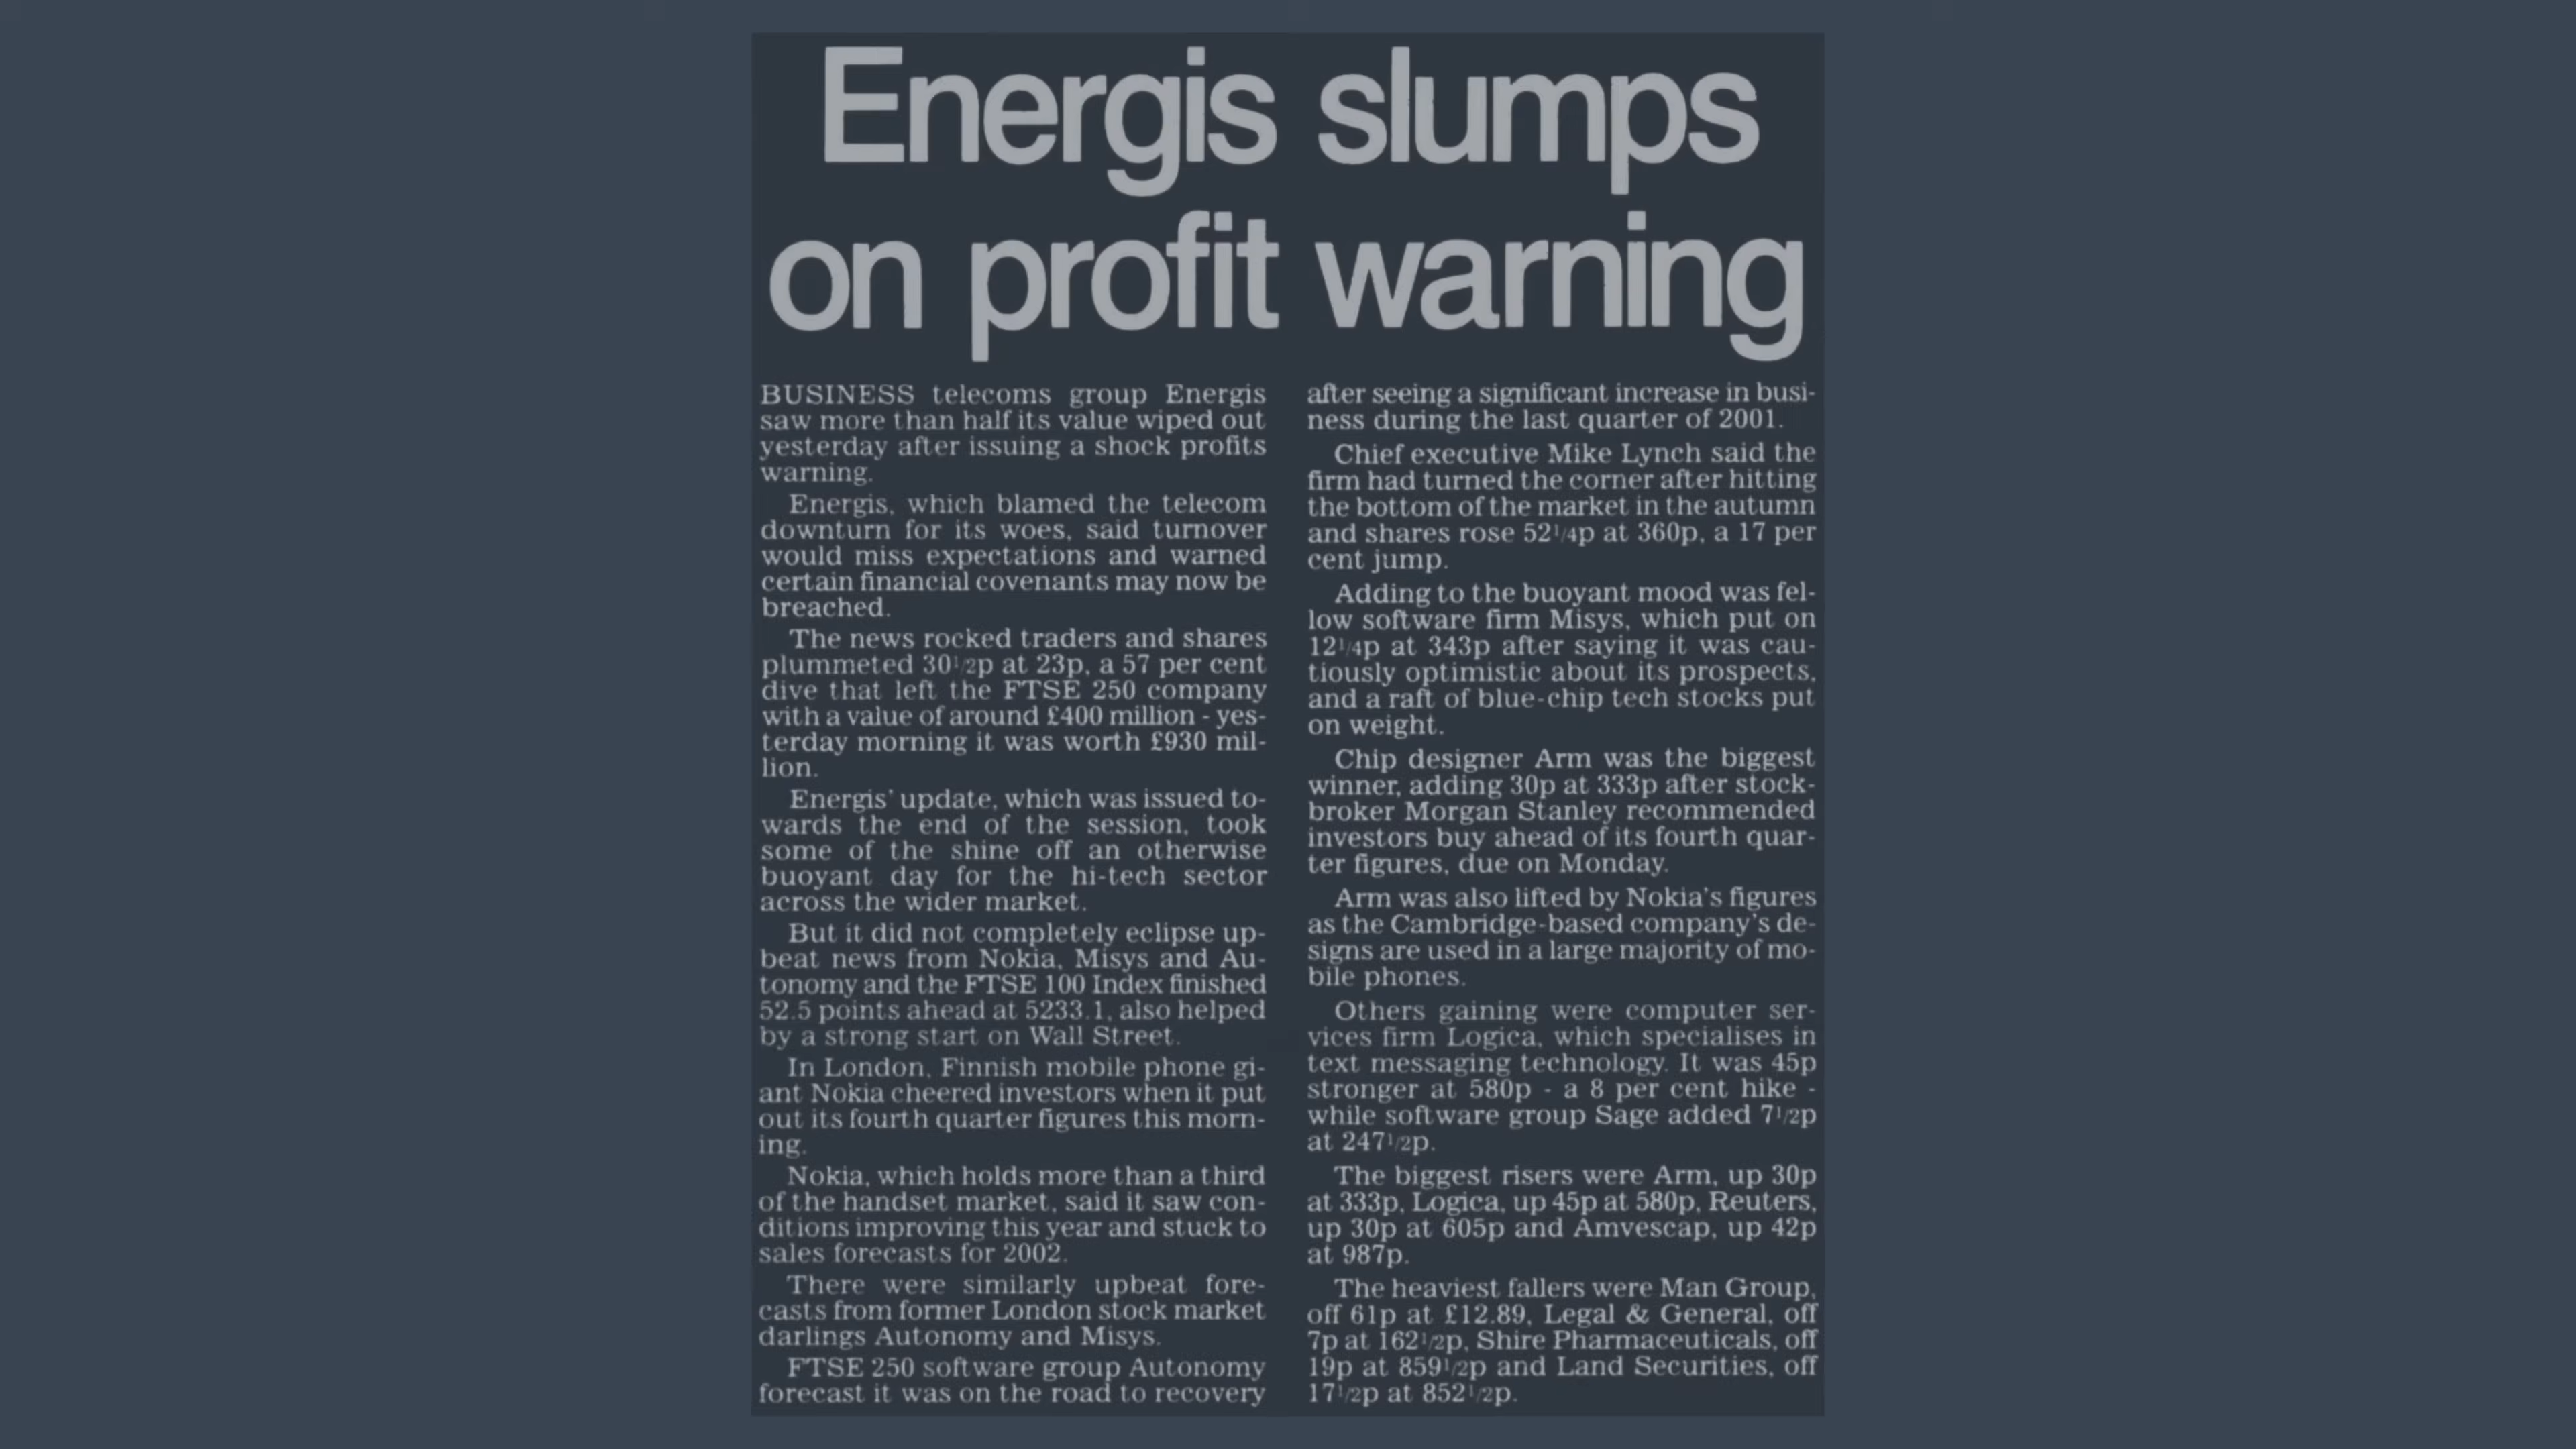 Energis slumps
on profit warning
BUSINESS telecoms group Energis
saw more than half its value wiped out
yesterday after issuing a shock profits
warning.
Energis, which blamed the telecom
downturn for its woes, said turnover
would miss expectations and warned
certain financial covenants may now be
breached.
The news rocked traders and shares
plummeted 301/2p at 23p, a 57 per cent
dive that left the FTSE 250 company
with a value of around £400 million - yes-
terday morning it was worth £930 mil-
lion.
Energis' update, which was issued to-
wards the end of the session, took
some of the shine off an otherwise
buoyant day for the hi-tech sector
across the wider market.
But it did not completely eclipse up-
beat news from Nokia, Misys and Au-
tonomy and the FTSE 100 Index finished
52.5 points ahead at 5233.1, also helped
by a strong start on Wall Street.
In London, Finnish mobile phone gi-
ant Nokia cheered investors when it put
out its fourth quarter figures this morn-
ing.
Nokia, which holds more than a third
of the handset market, said it saw con-
ditions improving this year and stuck to
sales forecasts for 2002.
There were similarly upbeat fore-
casts from former London stock market
darlings Autonomy and Misys.
FTSE 250 software group Autonomy
forecast it was on the road to recovery
after seeing a significant increase in busi-
ness during the last quarter of 2001.
Chief executive Mike Lynch said the
firm had turned the corner after hitting
the bottom of the market in the autumn
and shares rose 521/4p at 360p, a 17 per
cent jump.
Adding to the buoyant mood was fel-
low software firm Misys, which put on
121/4p at 343p after saying it was cau-
tiously optimistic about its prospects,
and a raft of blue-chip tech stocks put
on weight.
Chip designer Arm was the biggest
winner, adding 30p at 333p after stock-
broker Morgan Stanley recommended
investors buy ahead of its fourth quar-
ter figures, due on Monday.
Arm was also lifted by Nokia's figures
as the Cambridge-based company's de-
signs are used in a large majority of mo-
bile phones.
Others gaining were computer ser-
vices firm Logica, which specialises in
text messaging technology. It was 45p
stronger at 580p - a 8 per cent hike -
while software group Sage added 71/2p
at 2471/2p.
The biggest risers were Arm, up 30p
at 333p, Logica, up 45p at 580p, Reuters,
up 30p at 605p and Amvescap, up 42p
at 987p.
The heaviest fallers were Man Group,
off 61p at £12.89, Legal & General, off
7p at 1621/2p, Shire Pharmaceuticals, off
19p at 8591/2p and Land Securities, off
171/2p at 8521/2p.